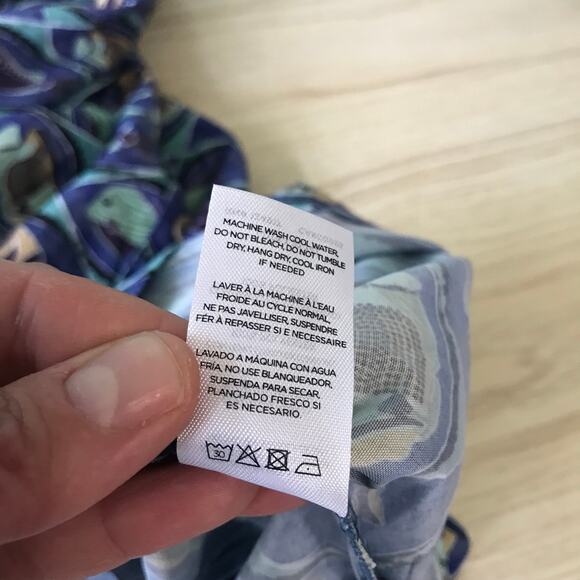 MACHINE WASH COOL WATER,
DO NOT BLEACH, DO NOT TUMBLE
DRY, HANG DRY, COOL IRON
IF NEEDED
LAVER À LA MACHINE À L'EAU
FROIDE AU CYCLE NORMAL,
NE PAS JAVELLISER, SUSPENDRE
FÉR À REPASSER SI E NECESSAIRE
LAVADO A MÁQUINA CON AGUA
FRÍA, NO USE BLANQUEADOR,
SUSPENDA PARA SECAR,
PLANCHADO FRESCO SI
ES NECESARIO
30